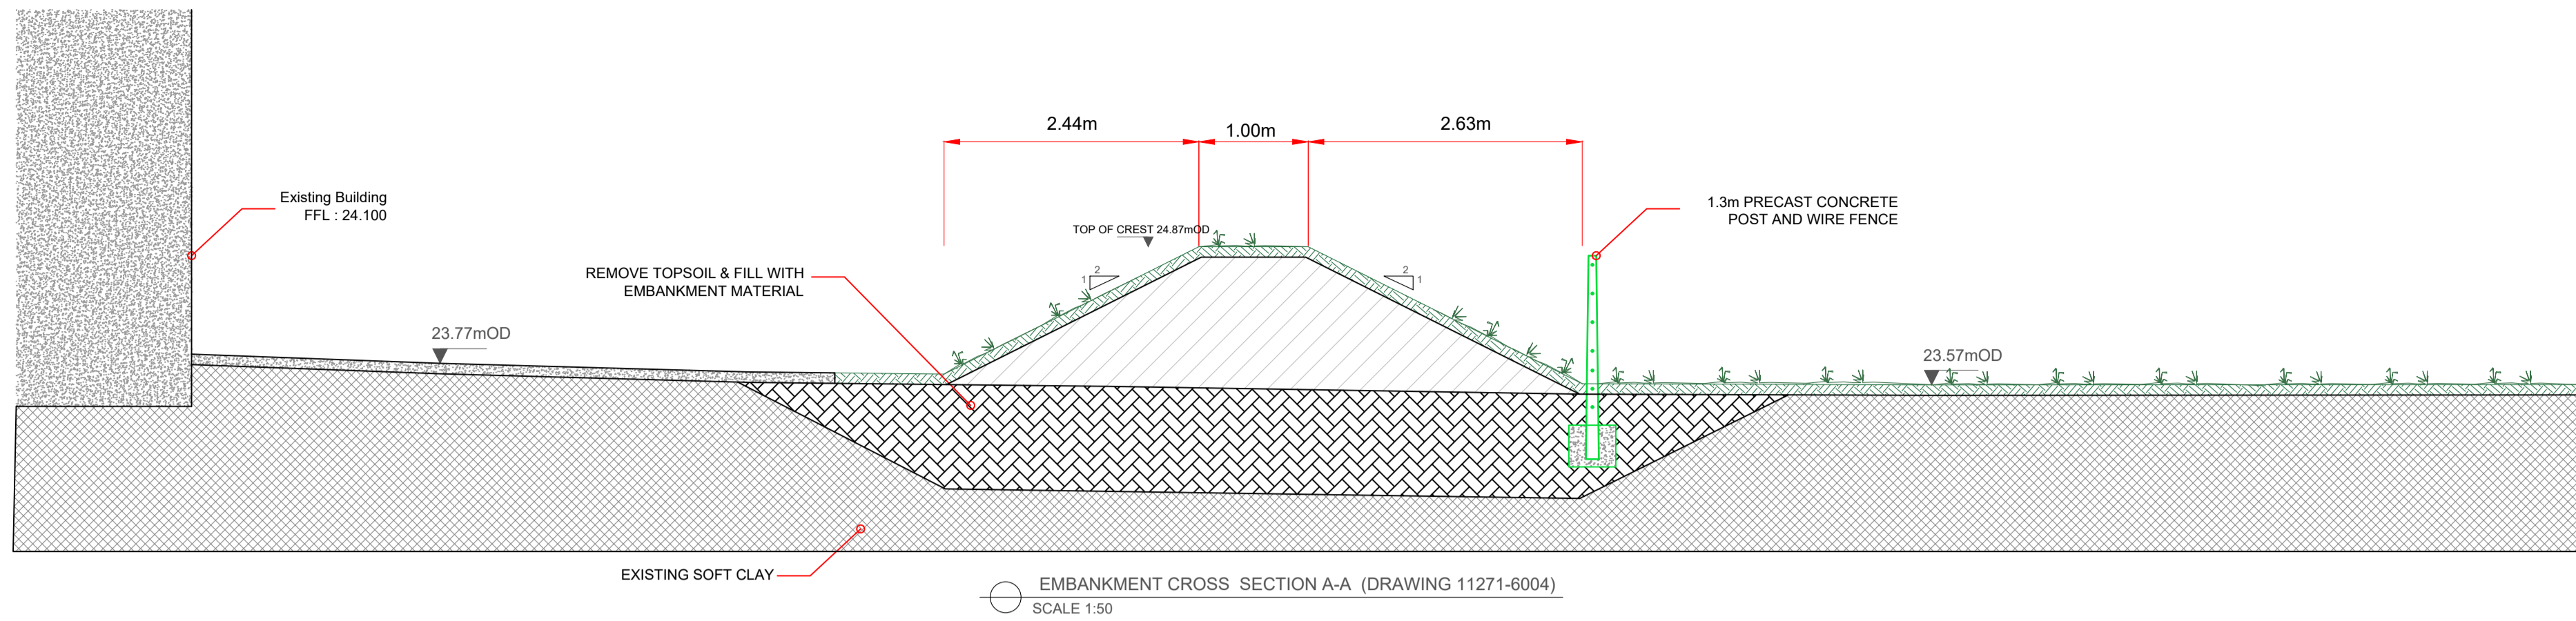 2.44m
1.00m
2.63m
Existing Building
FFL : 24.100
1.3m PRECAST CONCRETE
POST AND WIRE FENCE
TOP OF CREST 24.87mOD
REMOVE TOPSOIL & FILL WITH
EMBANKMENT MATERIAL
2
1
2
1
23.77mOD
23.57mOD
EXISTING SOFT CLAY
EMBANKMENT CROSS SECTION A-A (DRAWING 11271-6004)
SCALE 1:50